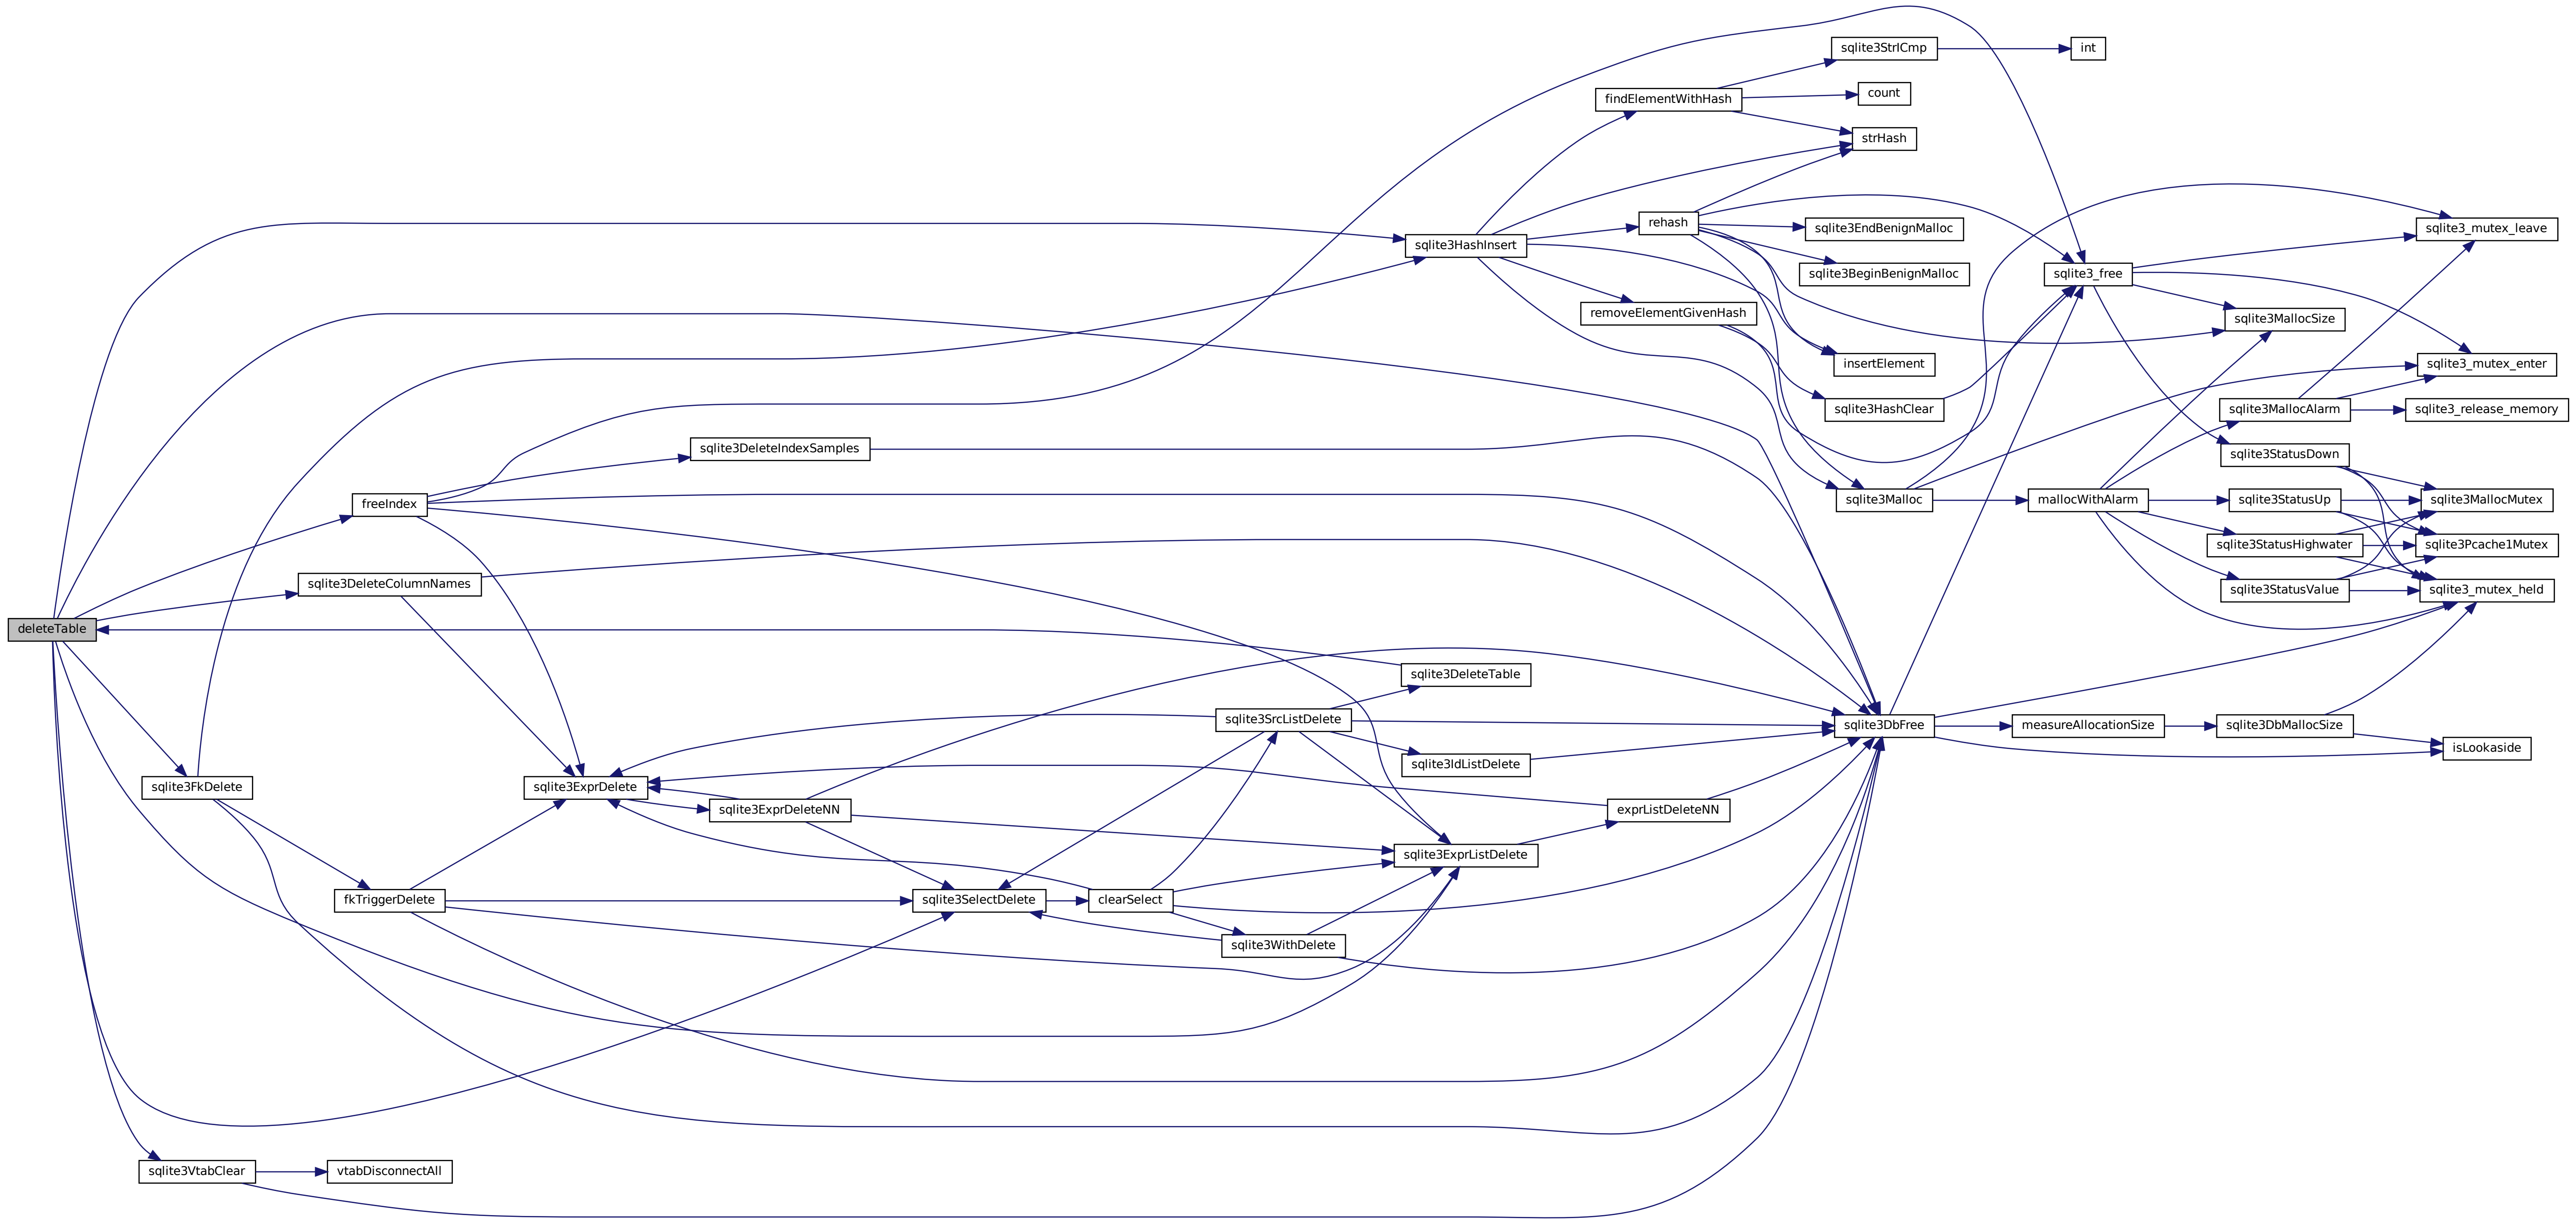 sqlite3StrICmp
int
count
findElementWithHash
strHash
rehash
sqlite3EndBenignMalloc
sqlite3_mutex_leave
sqlite3HashInsert
sqlite3BeginBenignMalloc
sqlite3_free
removeElementGivenHash
sqlite3MallocSize
insertElement
sqlite3_mutex_enter
sqlite3HashClear
sqlite3MallocAlarm
sqlite3_release_memory
sqlite3DeleteIndexSamples
sqlite3StatusDown
freeIndex
sqlite3Malloc
mallocWithAlarm
sqlite3StatusUp
sqlite3MallocMutex
sqlite3StatusHighwater
sqlite3Pcache1Mutex
sqlite3DeleteColumnNames
sqlite3StatusValue
sqlite3_mutex_held
deleteTable
sqlite3DeleteTable
sqlite3SrcListDelete
sqlite3DbFree
measureAllocationSize
sqlite3DbMallocSize
isLookaside
sqlite3IdListDelete
sqlite3FkDelete
sqlite3ExprDelete
sqlite3ExprDeleteNN
exprListDeleteNN
sqlite3ExprListDelete
fkTriggerDelete
sqlite3SelectDelete
clearSelect
sqlite3WithDelete
sqlite3VtabClear
vtabDisconnectAll